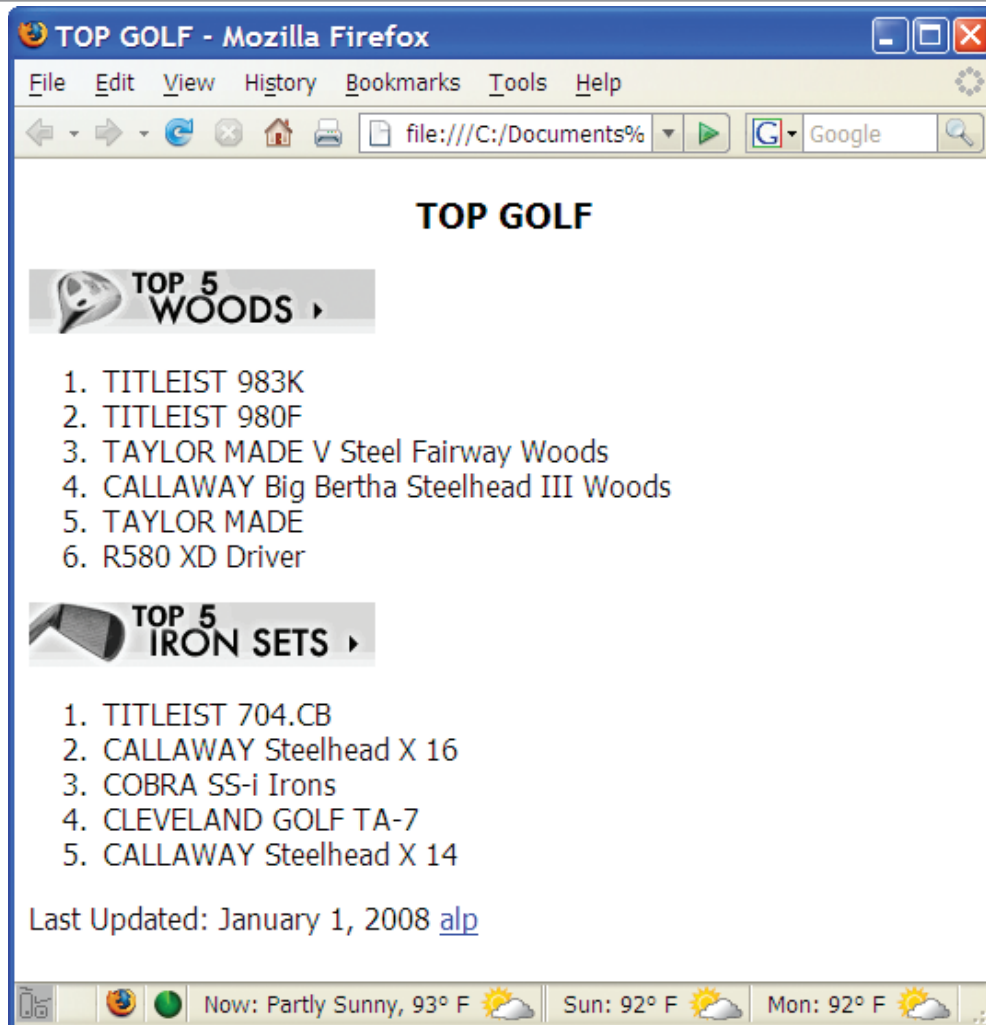 TOP GOLF - Mozilla Firefox
File Edit View History Bookmarks Tools Help
file:///C:/Documents% G Google
TOP GOLF
TOP 5
WOODS
1. TITLEIST 983K
2. TITLEIST 980F
3. TAYLOR MADE V Steel Fairway Woods
4. CALLAWAY Big Bertha Steelhead III Woods
5. TAYLOR MADE
6. R580 XD Driver
TOP 5
IRON SETS
1. TITLEIST 704.CB
2. CALLAWAY Steelhead X 16
3. COBRA SS-i Irons
4. CLEVELAND GOLF TA-7
5. CALLAWAY Steelhead X 14
Last Updated: January 1, 2008 alp
Now: Partly Sunny, 93° F Sun: 92° F Mon: 92° F